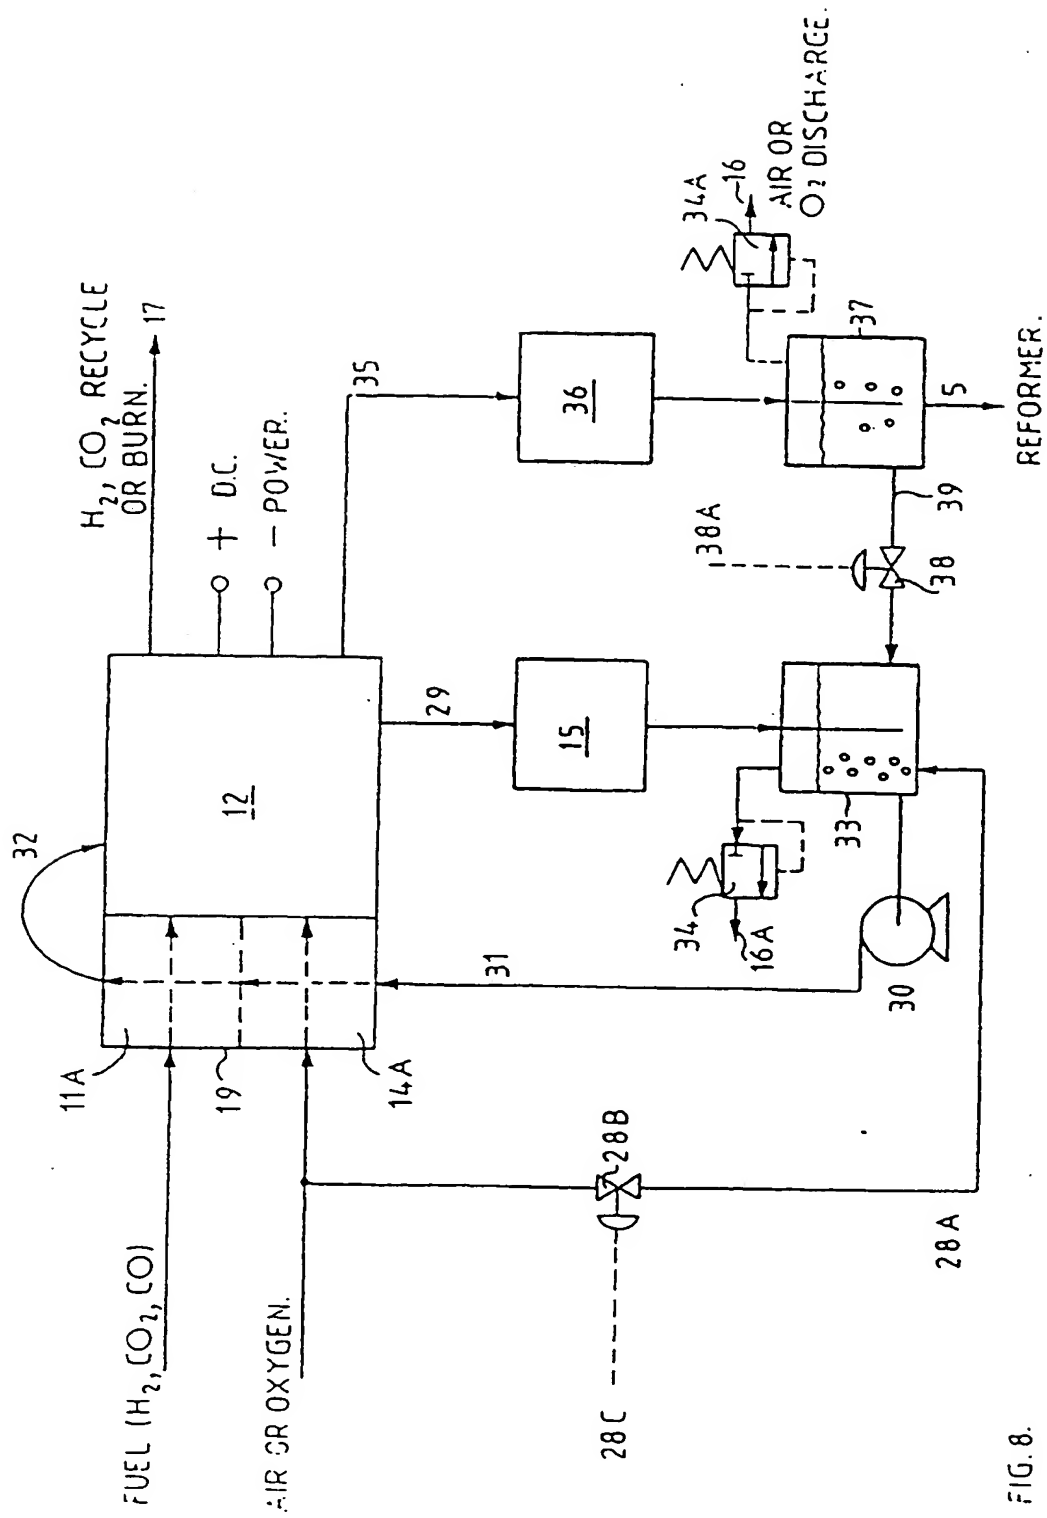 H2, CO2 RECYCLE
OR BURN.
17
+ D.C.
− POWER.
32
12
11A
19
14A
FUEL (H2, CO2, CO)
AIR OR OXYGEN.
29
35
31
15
36
34A
16
AIR OR
O2 DISCHARGE.
37
5
REFORMER.
39
38A
38
33
34
16A
30
28B
28A
28C
FIG. 8.